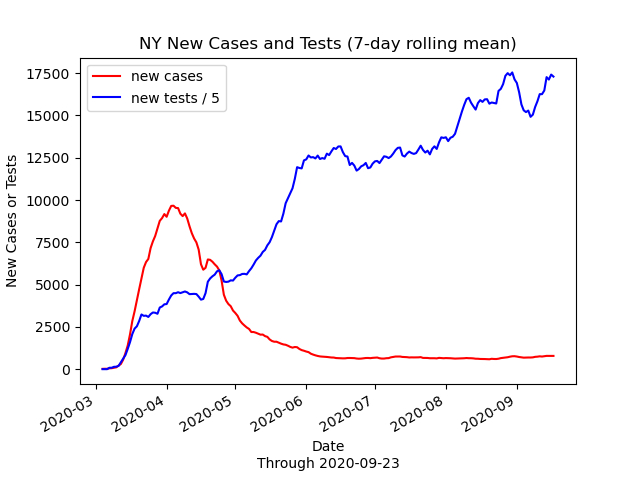 NY New Cases and Tests (7-day rolling mean)
new cases
new tests / 5
New Cases or Tests
17500
15000
12500
10000
7500
5000
2500
0
2020-03
2020-04
2020-05
2020-06
2020-07
2020-08
2020-09
Date
Through 2020-09-23